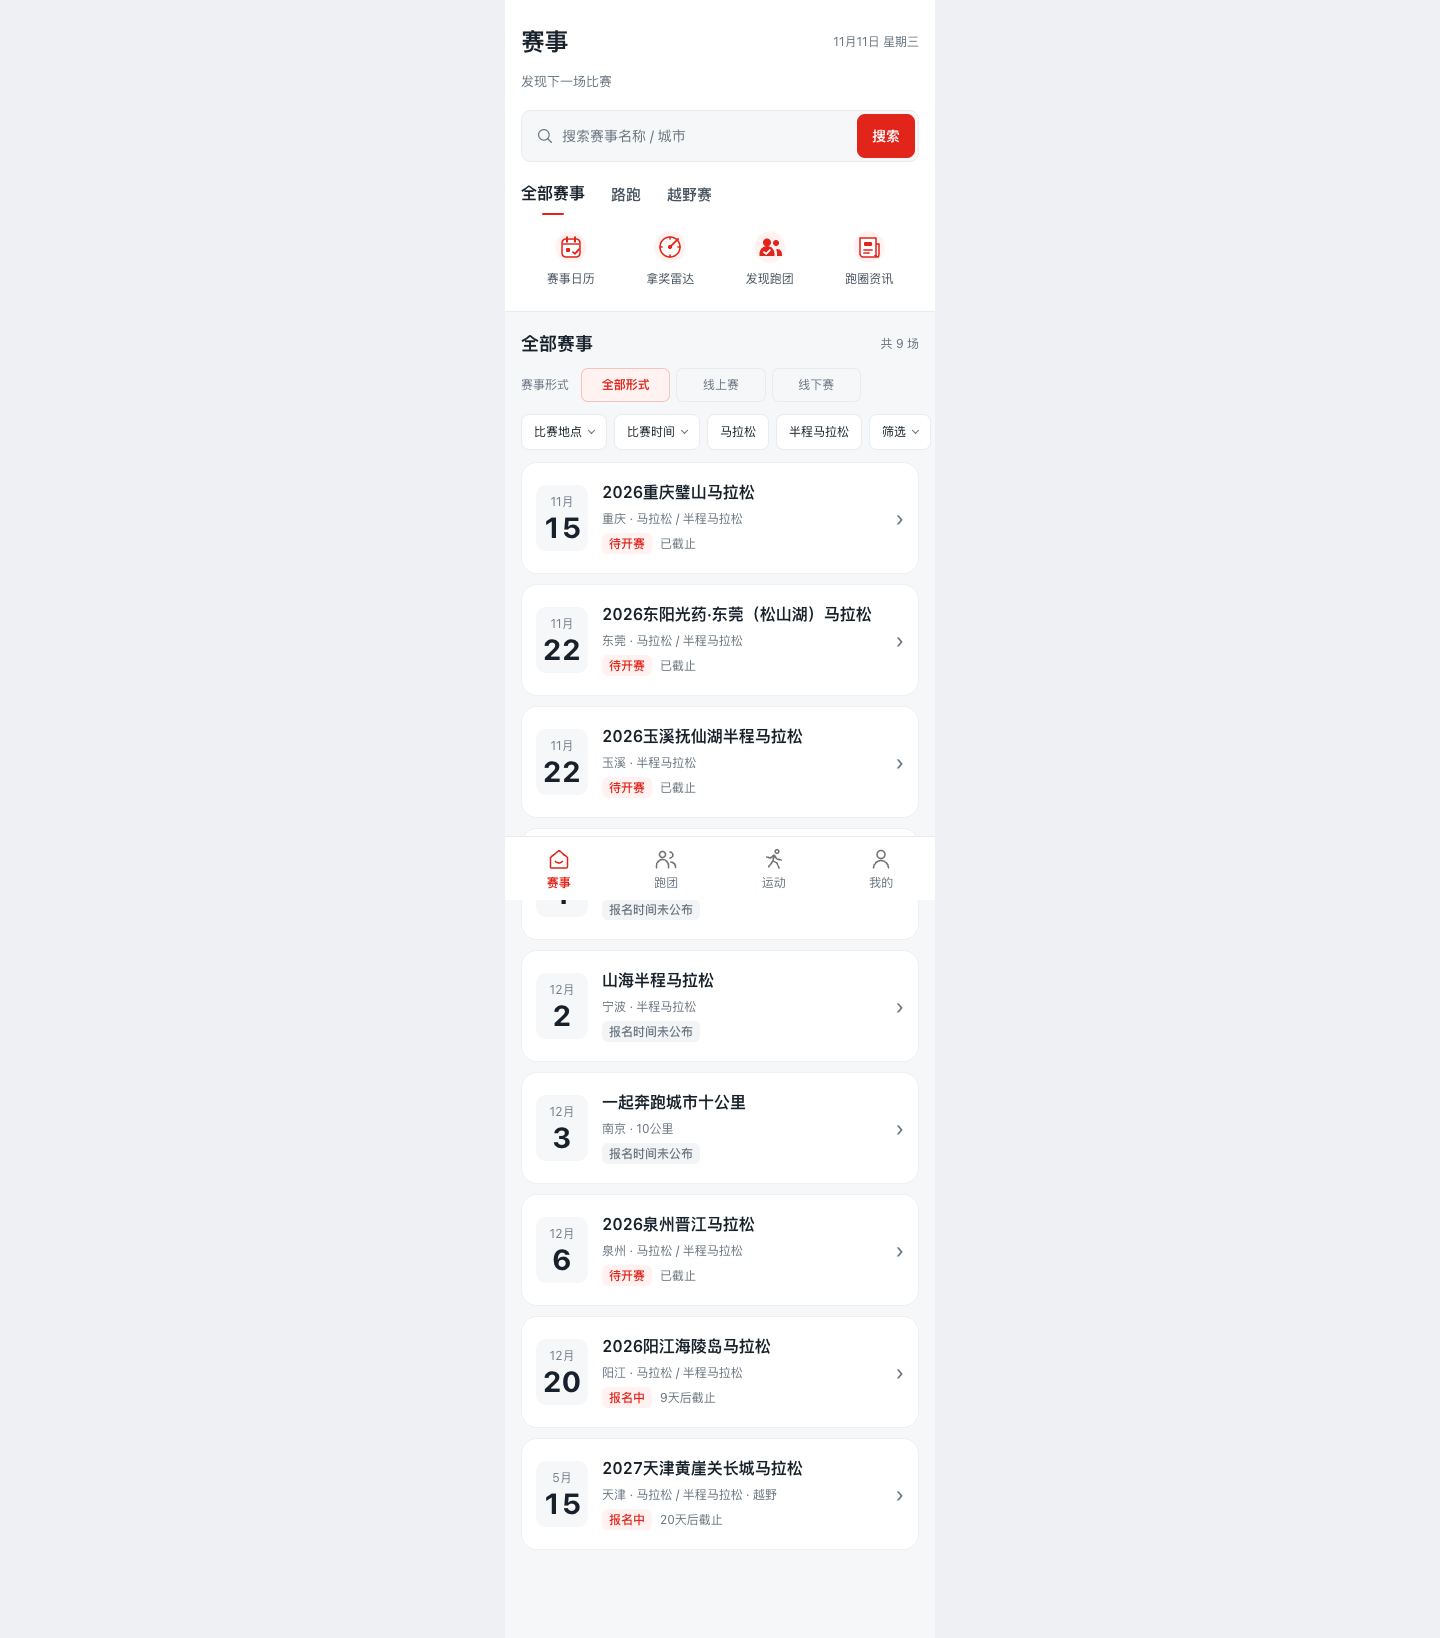 赛事
11月11日 星期三
发现下一场比赛
搜索赛事名称 / 城市
搜索
全部赛事 路跑 越野赛
赛事日历 拿奖雷达 发现跑团 跑圈资讯
全部赛事
共 9 场
赛事形式 全部形式 线上赛 线下赛
比赛地点 比赛时间 马拉松 半程马拉松 筛选
11月
15
2026重庆璧山马拉松
重庆 · 马拉松 / 半程马拉松
待开赛 已截止
11月
22
2026东阳光药·东莞（松山湖）马拉松
东莞 · 马拉松 / 半程马拉松
待开赛 已截止
11月
22
2026玉溪抚仙湖半程马拉松
玉溪 · 半程马拉松
待开赛 已截止
赛事 跑团 运动 我的
报名时间未公布
12月
2
山海半程马拉松
宁波 · 半程马拉松
报名时间未公布
12月
3
一起奔跑城市十公里
南京 · 10公里
报名时间未公布
12月
6
2026泉州晋江马拉松
泉州 · 马拉松 / 半程马拉松
待开赛 已截止
12月
20
2026阳江海陵岛马拉松
阳江 · 马拉松 / 半程马拉松
报名中 9天后截止
5月
15
2027天津黄崖关长城马拉松
天津 · 马拉松 / 半程马拉松 · 越野
报名中 20天后截止